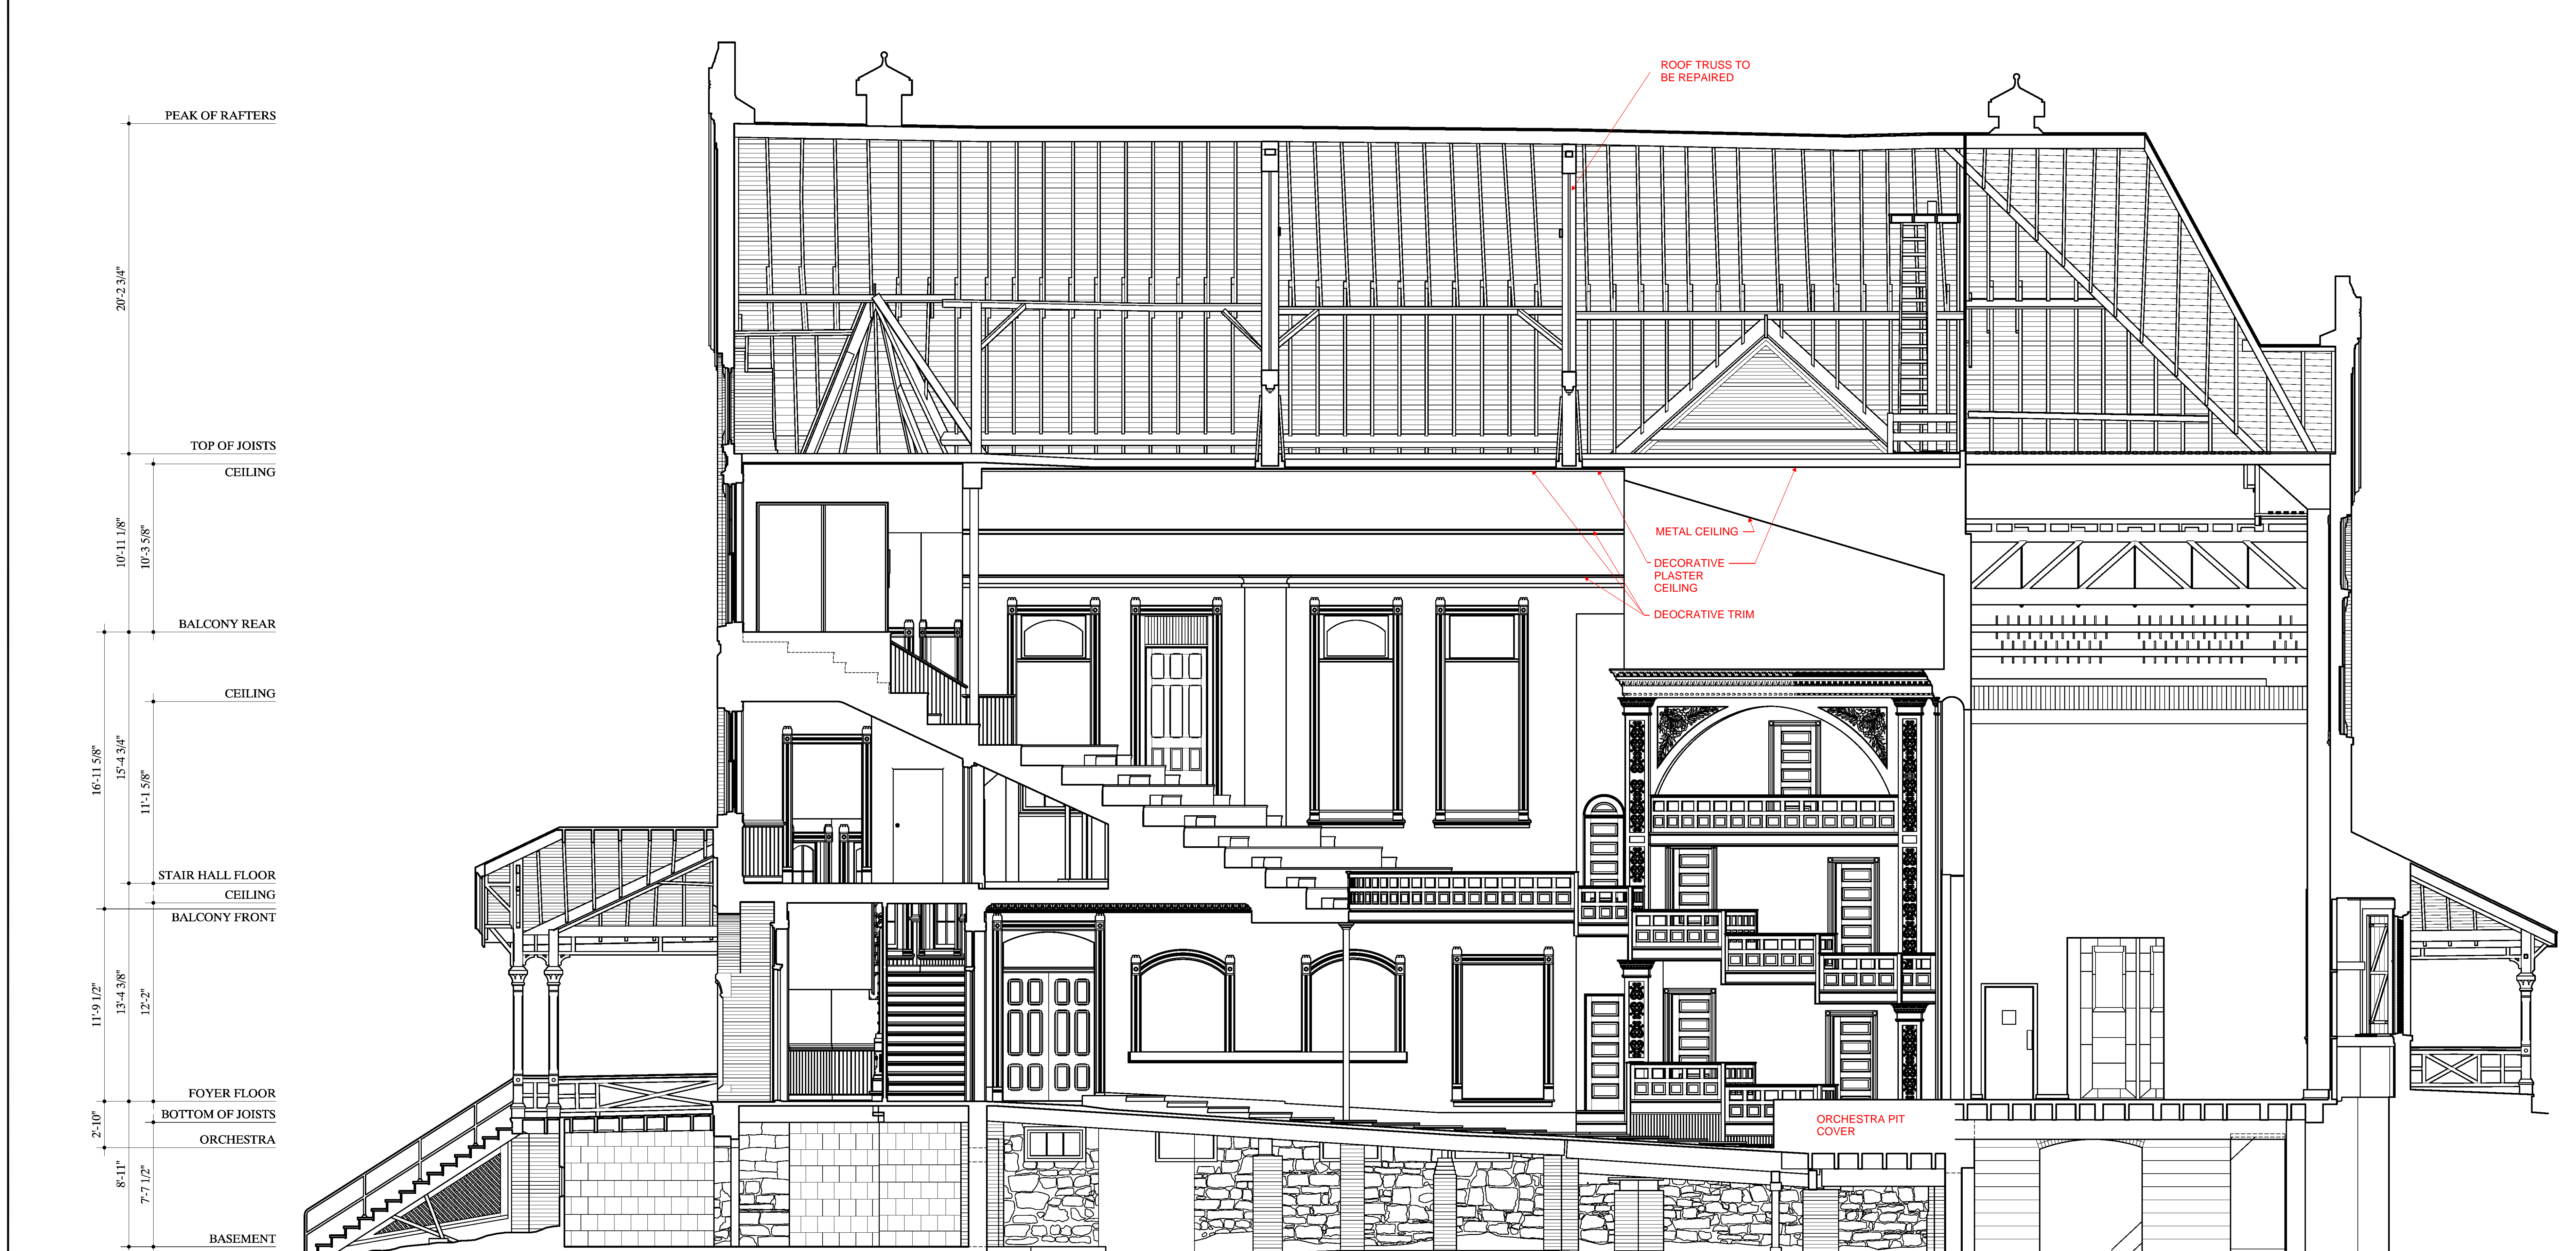 ROOF TRUSS TO
BE REPAIRED
PEAK OF RAFTERS
20'-2 3/4"
TOP OF JOISTS
CEILING
10'-11 1/8"
10'-3 5/8"
METAL CEILING
DECORATIVE
PLASTER
CEILING
DEOCRATIVE TRIM
BALCONY REAR
CEILING
16'-11 5/8"
15'-4 3/4"
11'-1 5/8"
STAIR HALL FLOOR
CEILING
BALCONY FRONT
11'-9 1/2"
13'-4 3/8"
12'-2"
FOYER FLOOR
BOTTOM OF JOISTS
2'-10"
ORCHESTRA
ORCHESTRA PIT
COVER
8'-11"
7'-7 1/2"
BASEMENT